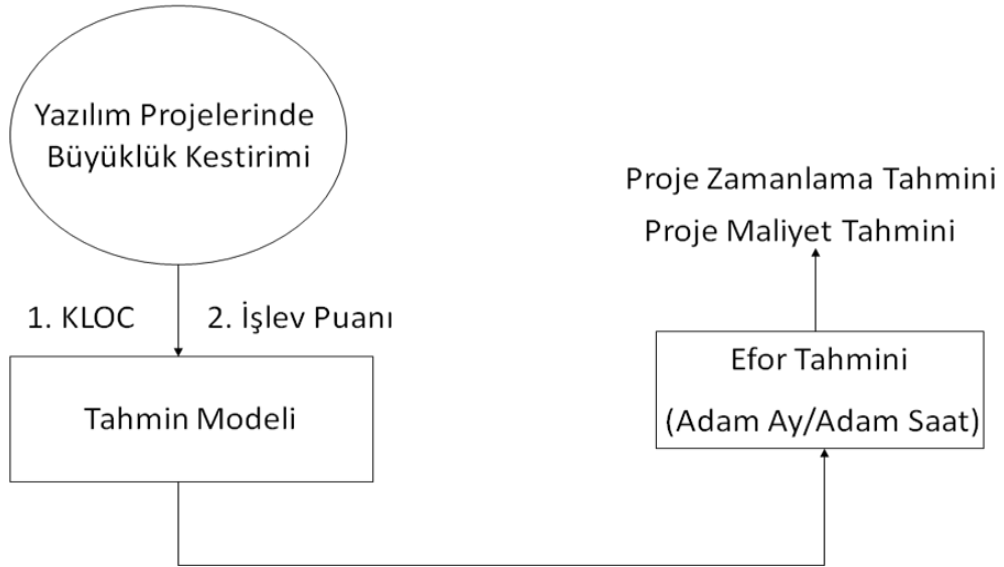 Yazılım Projelerinde
Büyüklük Kestirimi
1. KLOC
2. İşlev Puanı
Tahmin Modeli
Proje Zamanlama Tahmini
Proje Maliyet Tahmini
Efor Tahmini
(Adam Ay/Adam Saat)